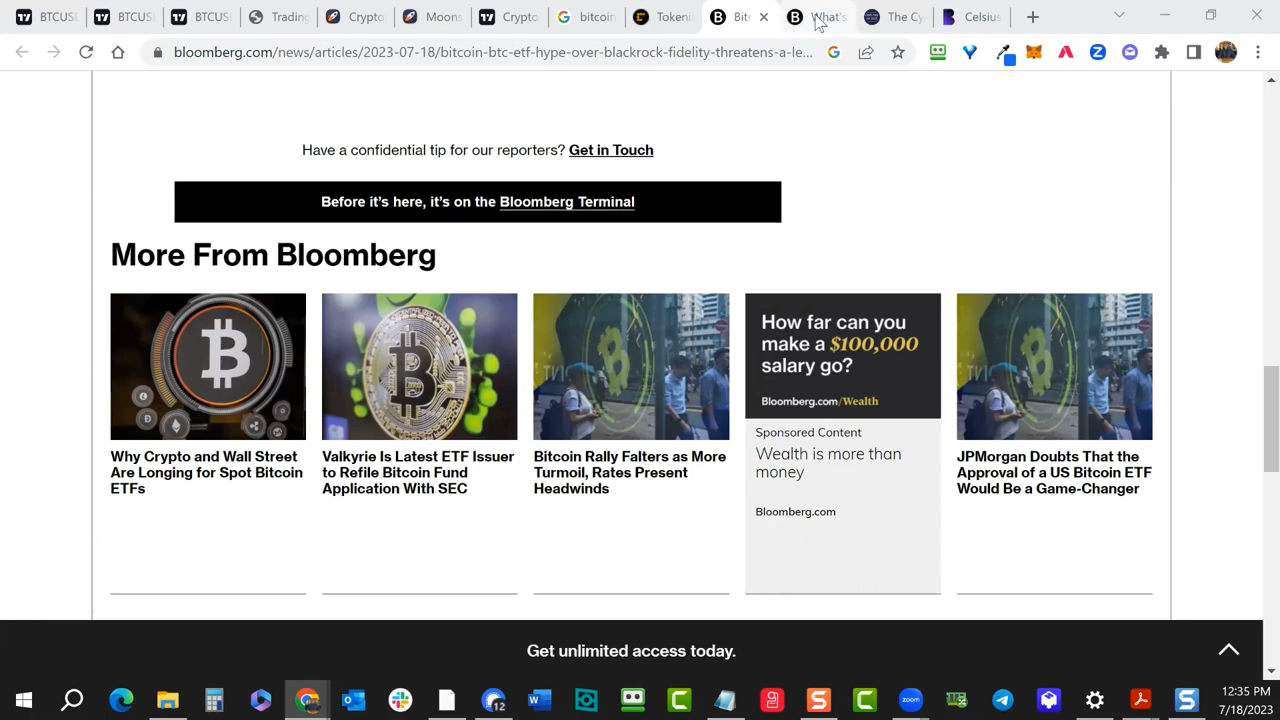 BTCUS
BTCUS
BTCUS
Trading
Crypto
Moons
Crypto
bitcoin
Tokeni
Bit
What's
The Cy
Celsius
bloomberg.com/news/articles/2023-07-18/bitcoin-btc-etf-hype-over-blackrock-fidelity-threatens-a-le...
Have a confidential tip for our reporters? Get in Touch
Before it's here, it's on the Bloomberg Terminal
More From Bloomberg
Why Crypto and Wall Street
Are Longing for Spot Bitcoin
ETFs
Valkyrie Is Latest ETF Issuer
to Refile Bitcoin Fund
Application With SEC
Bitcoin Rally Falters as More
Turmoil, Rates Present
Headwinds
How far can you
make a $100,000
salary go?
Bloomberg.com/Wealth
Sponsored Content
Wealth is more than
money
Bloomberg.com
JPMorgan Doubts That the
Approval of a US Bitcoin ETF
Would Be a Game-Changer
Get unlimited access today.
12
12:35 PM
7/18/2023